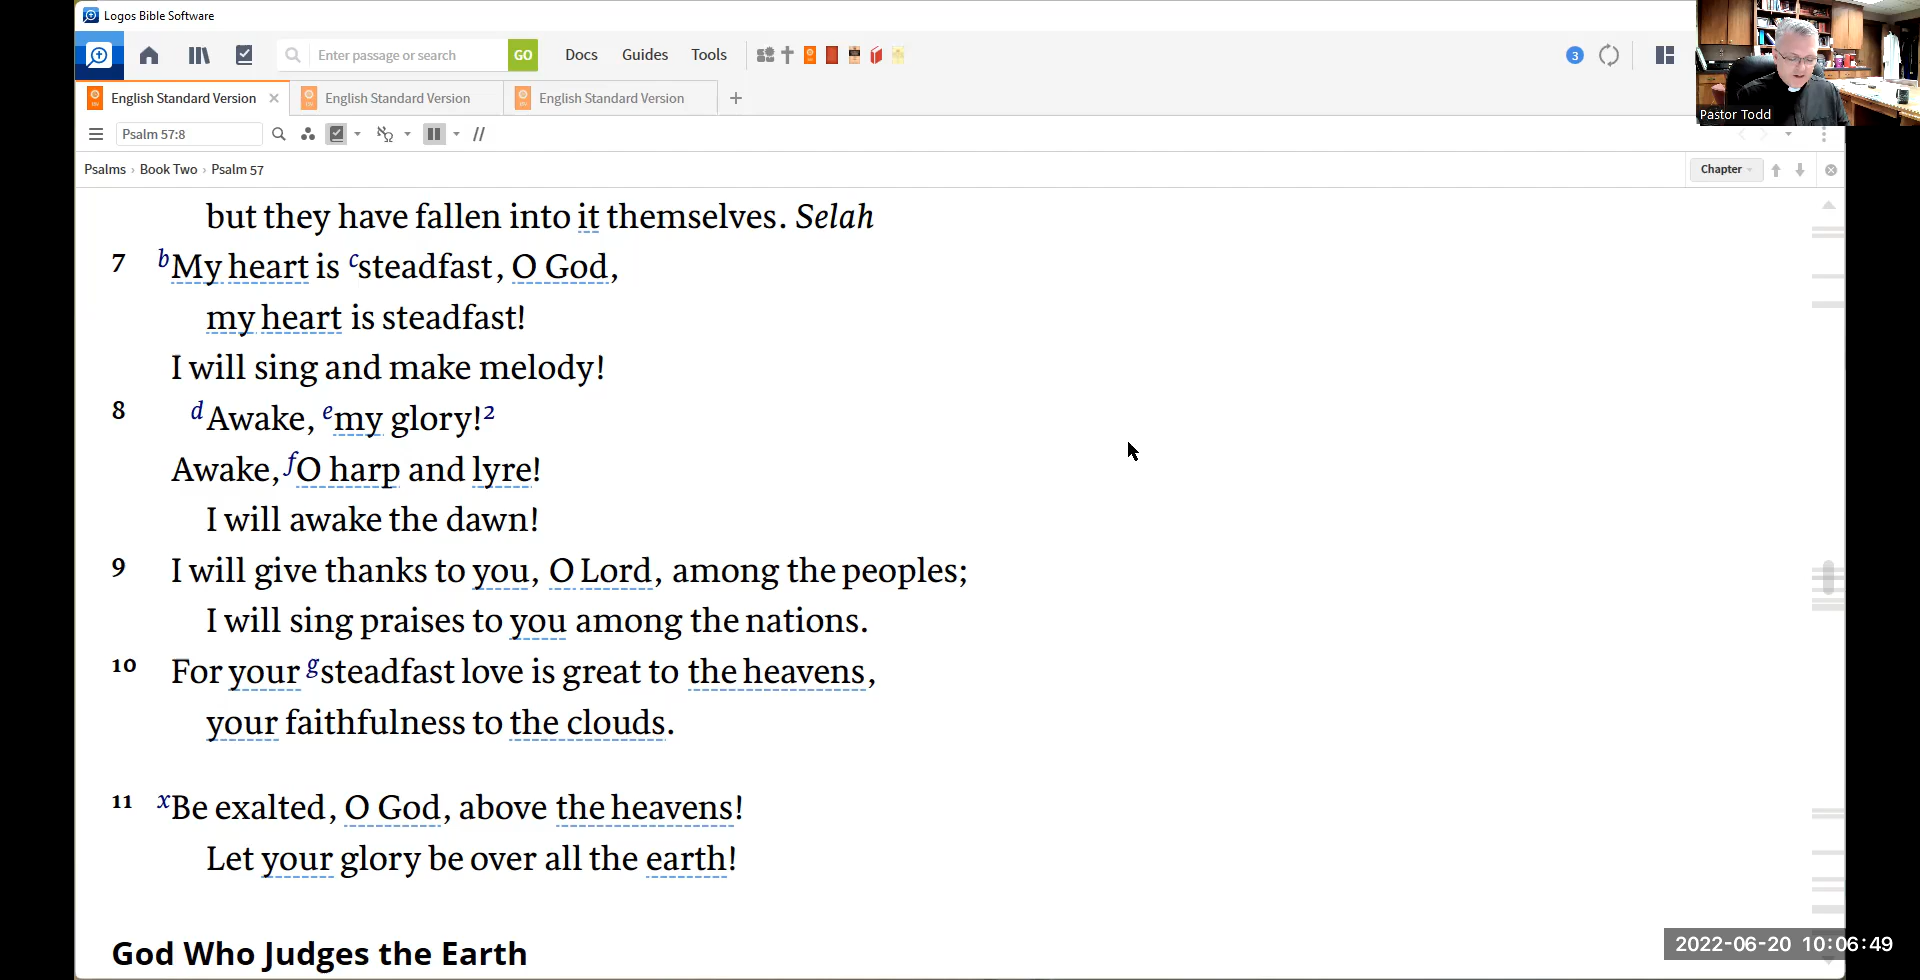 Logos Bible Software
Enter passage or search
GO
Docs
Guides
Tools
3
Pastor Todd
English Standard Version
English Standard Version
English Standard Version
Psalm 57:8
Psalms › Book Two › Psalm 57
Chapter
but they have fallen into it themselves. Selah
7 bMy heart is csteadfast, O God,
my heart is steadfast!
I will sing and make melody!
8 dAwake, emy glory!2
Awake, fO harp and lyre!
I will awake the dawn!
9 I will give thanks to you, O Lord, among the peoples;
I will sing praises to you among the nations.
10 For your gsteadfast love is great to the heavens,
your faithfulness to the clouds.
11 xBe exalted, O God, above the heavens!
Let your glory be over all the earth!
God Who Judges the Earth
2022-06-20 10:06:49